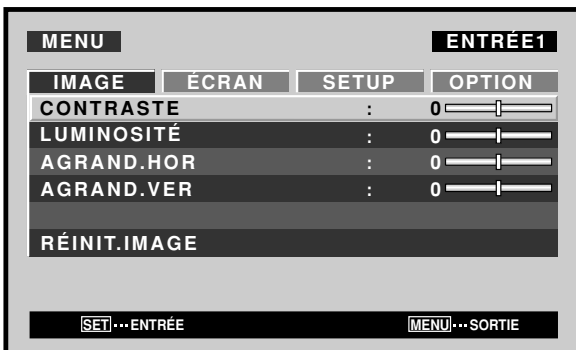 MENU ENTRÉE1
IMAGE ÉCRAN SETUP OPTION
CONTRASTE : 0
LUMINOSITÉ : 0
AGRAND.HOR : 0
AGRAND.VER : 0
RÉINIT.IMAGE
SET···ENTRÉE MENU···SORTIE